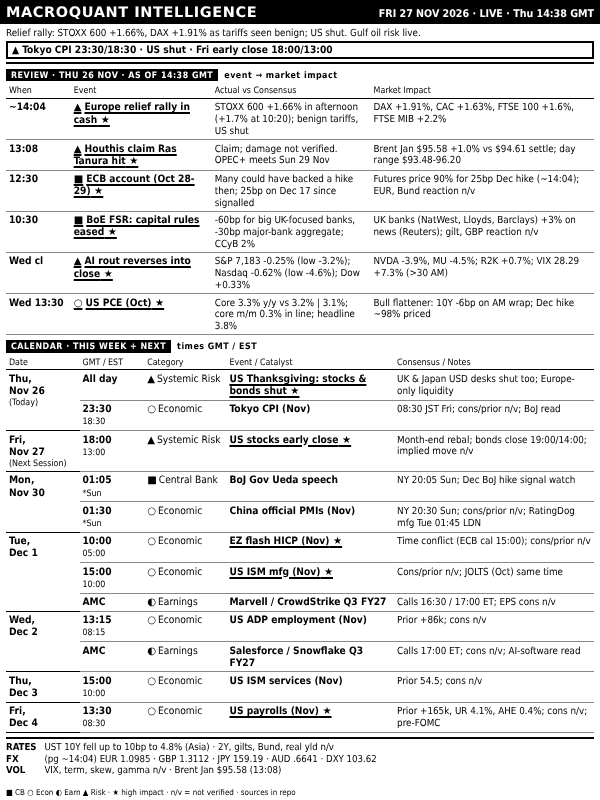 MACROQUANT INTELLIGENCE FRI 27 NOV 2026 · LIVE · Thu 14:38 GMT
Relief rally: STOXX 600 +1.66%, DAX +1.91% as tariffs seen benign; US shut. Gulf oil risk live.
▲ Tokyo CPI 23:30/18:30 · US shut · Fri early close 18:00/13:00
REVIEW · THU 26 NOV · AS OF 14:38 GMT event → market impact
When Event Actual vs Consensus Market Impact
~14:04 ▲ Europe relief rally in STOXX 600 +1.66% in afternoon DAX +1.91%, CAC +1.63%, FTSE 100 +1.6%,
cash ★ (+1.7% at 10:20); benign tariffs, FTSE MIB +2.2%
US shut
13:08 ▲ Houthis claim Ras Claim; damage not verified. Brent Jan $95.58 +1.0% vs $94.61 settle; day
Tanura hit ★ OPEC+ meets Sun 29 Nov range $93.48-96.20
12:30 ■ ECB account (Oct 28- Many could have backed a hike Futures price 90% for 25bp Dec hike (~14:04);
29) ★ then; 25bp on Dec 17 since EUR, Bund reaction n/v
signalled
10:30 ■ BoE FSR: capital rules -60bp for big UK-focused banks, UK banks (NatWest, Lloyds, Barclays) +3% on
eased ★ -30bp major-bank aggregate; news (Reuters); gilt, GBP reaction n/v
CCyB 2%
Wed cl ▲ AI rout reverses into S&P 7,183 -0.25% (low -3.2%); NVDA -3.9%, MU -4.5%; R2K +0.7%; VIX 28.29
close ★ Nasdaq -0.62% (low -4.6%); Dow +7.3% (>30 AM)
+0.33%
Wed 13:30 ○ US PCE (Oct) ★ Core 3.3% y/y vs 3.2% | 3.1%; Bull flattener: 10Y -6bp on AM wrap; Dec hike
core m/m 0.3% in line; headline ~98% priced
3.8%
CALENDAR · THIS WEEK + NEXT times GMT / EST
Date GMT / EST Category Event / Catalyst Consensus / Notes
Thu, All day ▲ Systemic Risk US Thanksgiving: stocks & UK & Japan USD desks shut too; Europe-
Nov 26 bonds shut ★ only liquidity
(Today)
23:30 ○ Economic Tokyo CPI (Nov) 08:30 JST Fri; cons/prior n/v; BoJ read
18:30
Fri, 18:00 ▲ Systemic Risk US stocks early close ★ Month-end rebal; bonds close 19:00/14:00;
Nov 27 13:00 implied move n/v
(Next Session)
Mon, 01:05 ■ Central Bank BoJ Gov Ueda speech NY 20:05 Sun; Dec BoJ hike signal watch
Nov 30 *Sun
01:30 ○ Economic China official PMIs (Nov) NY 20:30 Sun; cons/prior n/v; RatingDog
*Sun mfg Tue 01:45 LDN
Tue, 10:00 ○ Economic EZ flash HICP (Nov) ★ Time conflict (ECB cal 15:00); cons/prior n/v
Dec 1 05:00
15:00 ○ Economic US ISM mfg (Nov) ★ Cons/prior n/v; JOLTS (Oct) same time
10:00
AMC ◐ Earnings Marvell / CrowdStrike Q3 FY27 Calls 16:30 / 17:00 ET; EPS cons n/v
Wed, 13:15 ○ Economic US ADP employment (Nov) Prior +86k; cons n/v
Dec 2 08:15
AMC ◐ Earnings Salesforce / Snowflake Q3 Calls 17:00 ET; cons n/v; AI-software read
FY27
Thu, 15:00 ○ Economic US ISM services (Nov) Prior 54.5; cons n/v
Dec 3 10:00
Fri, 13:30 ○ Economic US payrolls (Nov) ★ Prior +165k, UR 4.1%, AHE 0.4%; cons n/v;
Dec 4 08:30 pre-FOMC
RATES UST 10Y fell up to 10bp to 4.8% (Asia) · 2Y, gilts, Bund, real yld n/v
FX (pg ~14:04) EUR 1.0985 · GBP 1.3112 · JPY 159.19 · AUD .6641 · DXY 103.62
VOL VIX, term, skew, gamma n/v · Brent Jan $95.58 (13:08)
■ CB ○ Econ ◐ Earn ▲ Risk · ★ high impact · n/v = not verified · sources in repo